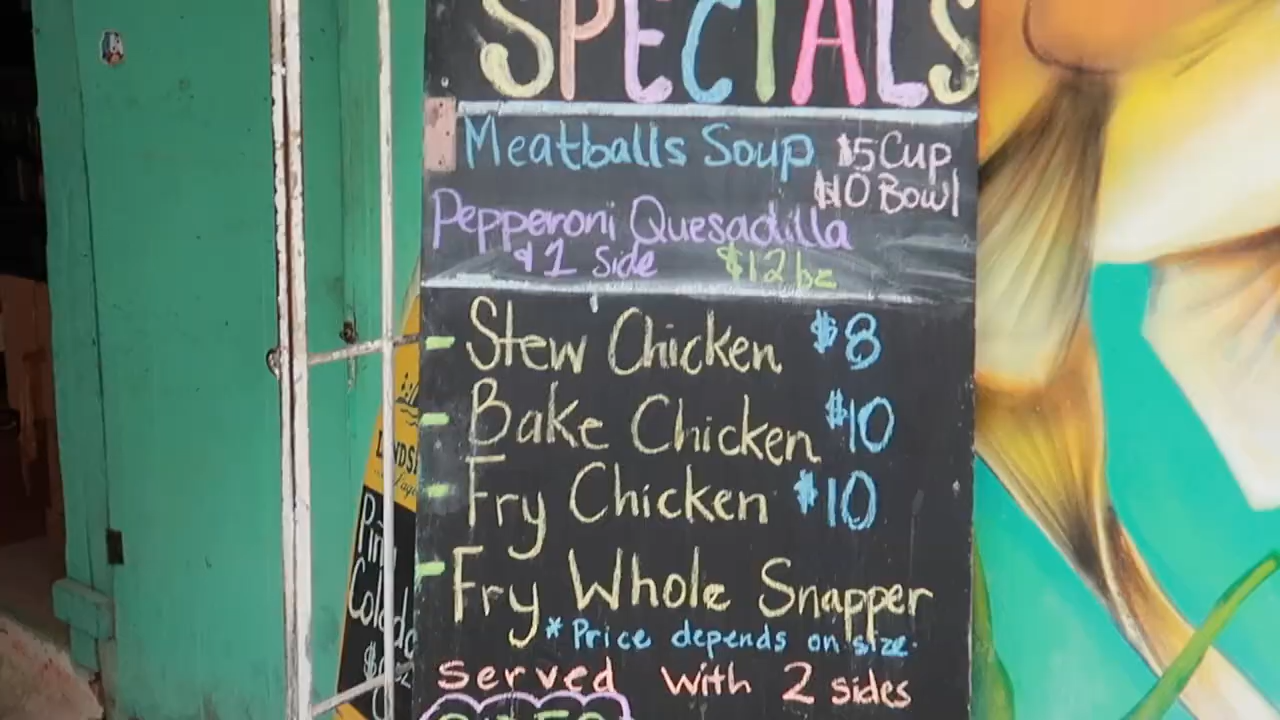 SPECIALS
Meatballs Soup $5 Cup
$10 Bowl
Pepperoni Quesadilla
& 1 Side $12 bz
- Stew Chicken $8
- Bake Chicken $10
- Fry Chicken $10
- Fry Whole Snapper
* Price depends on size.
Served with 2 sides
Colada